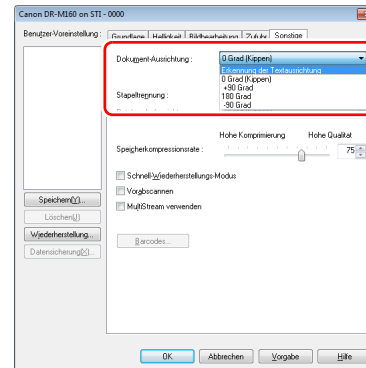 Canon DR-M160 on STI - 0000
Benutzer-Voreinstellung :
Grundlage Helligkeit Bildbearbeitung Zufuhr Sonstige
Dokument-Aussichtung :
0 Grad (Kippen)
Erkennung der Textausrichtung
0 Grad (Kippen)
+90 Grad
180 Grad
-90 Grad
Stapeltrennung :
Hohe Komprimierung Hohe Qualitat
Speicherkompressionsrate :
75
Schnell-Wiederherstellungs-Modus
Vorabscannen
MultiStream verwenden
Speichern(Y)...
Löschen(J)
Wiederherstellung...
Datensicherung(X)...
Barcodes...
OK Abbrechen Vorgabe Hilfe